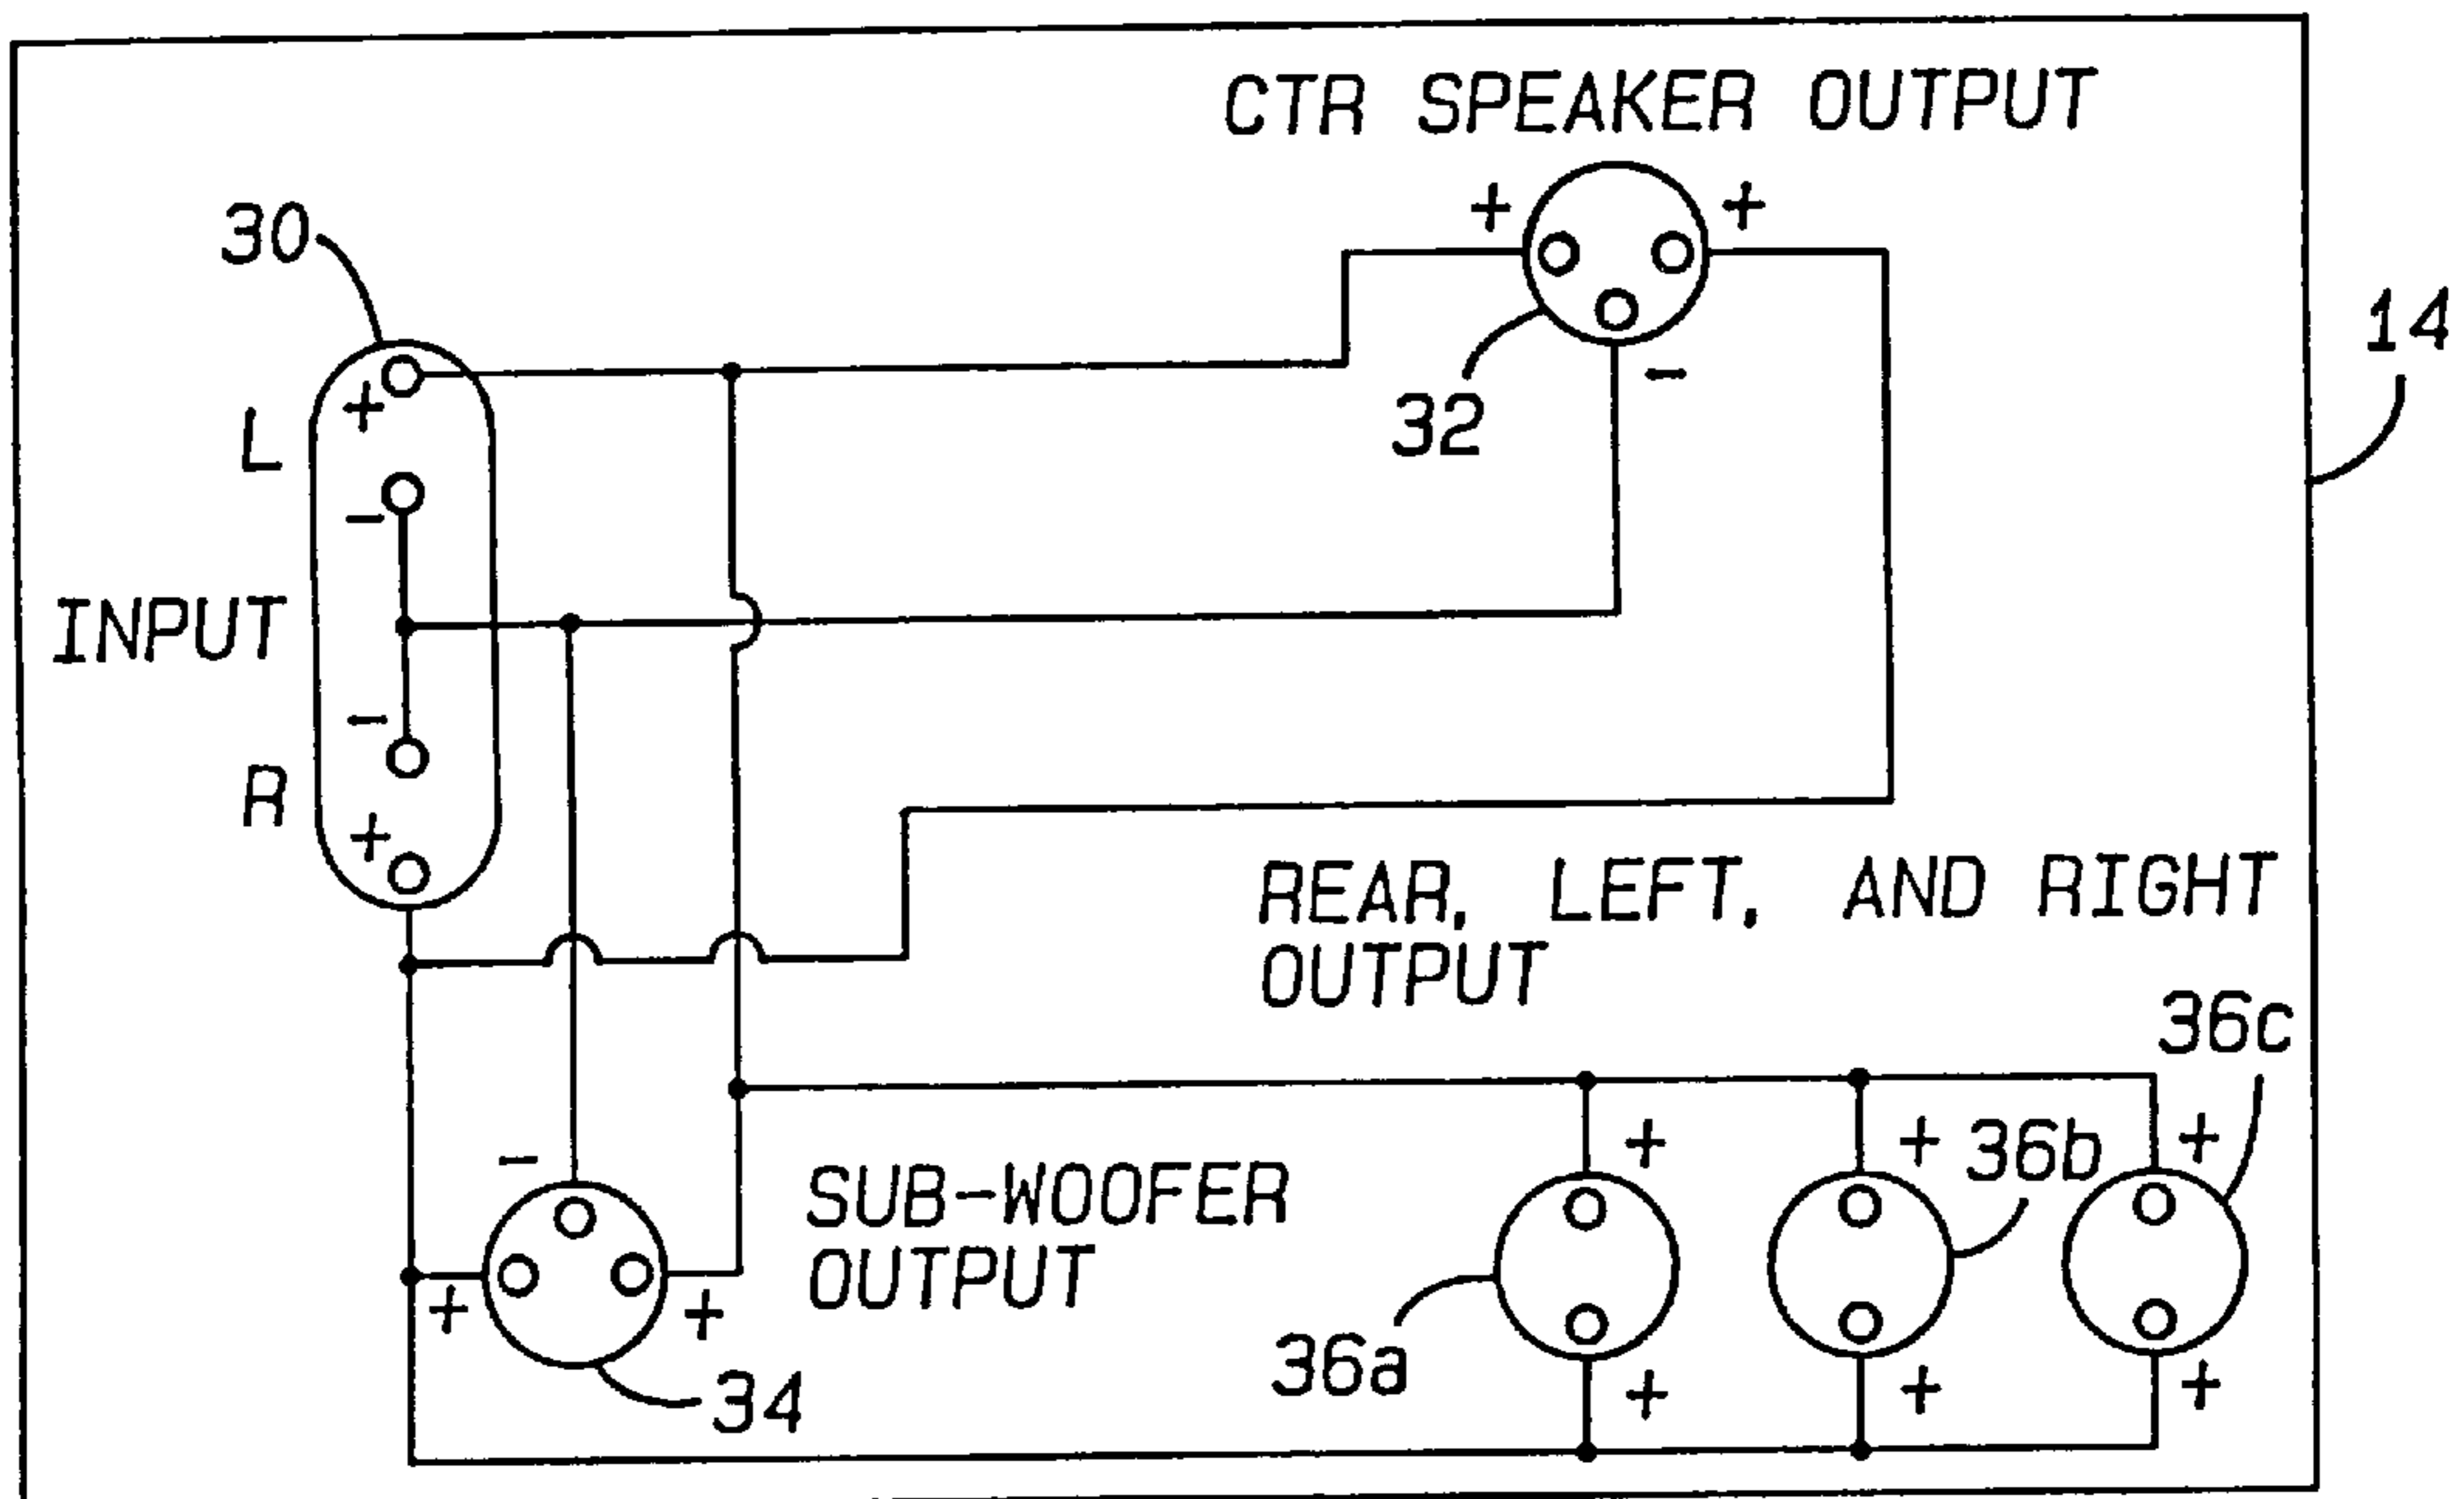 CTR SPEAKER OUTPUT
+ +
30
14
+
L
-
32
-
INPUT
-
R
+
REAR, LEFT, AND RIGHT
OUTPUT
36c
+ + 36b +
-
SUB-WOOFER
OUTPUT
+ +
36a
+ + +
34